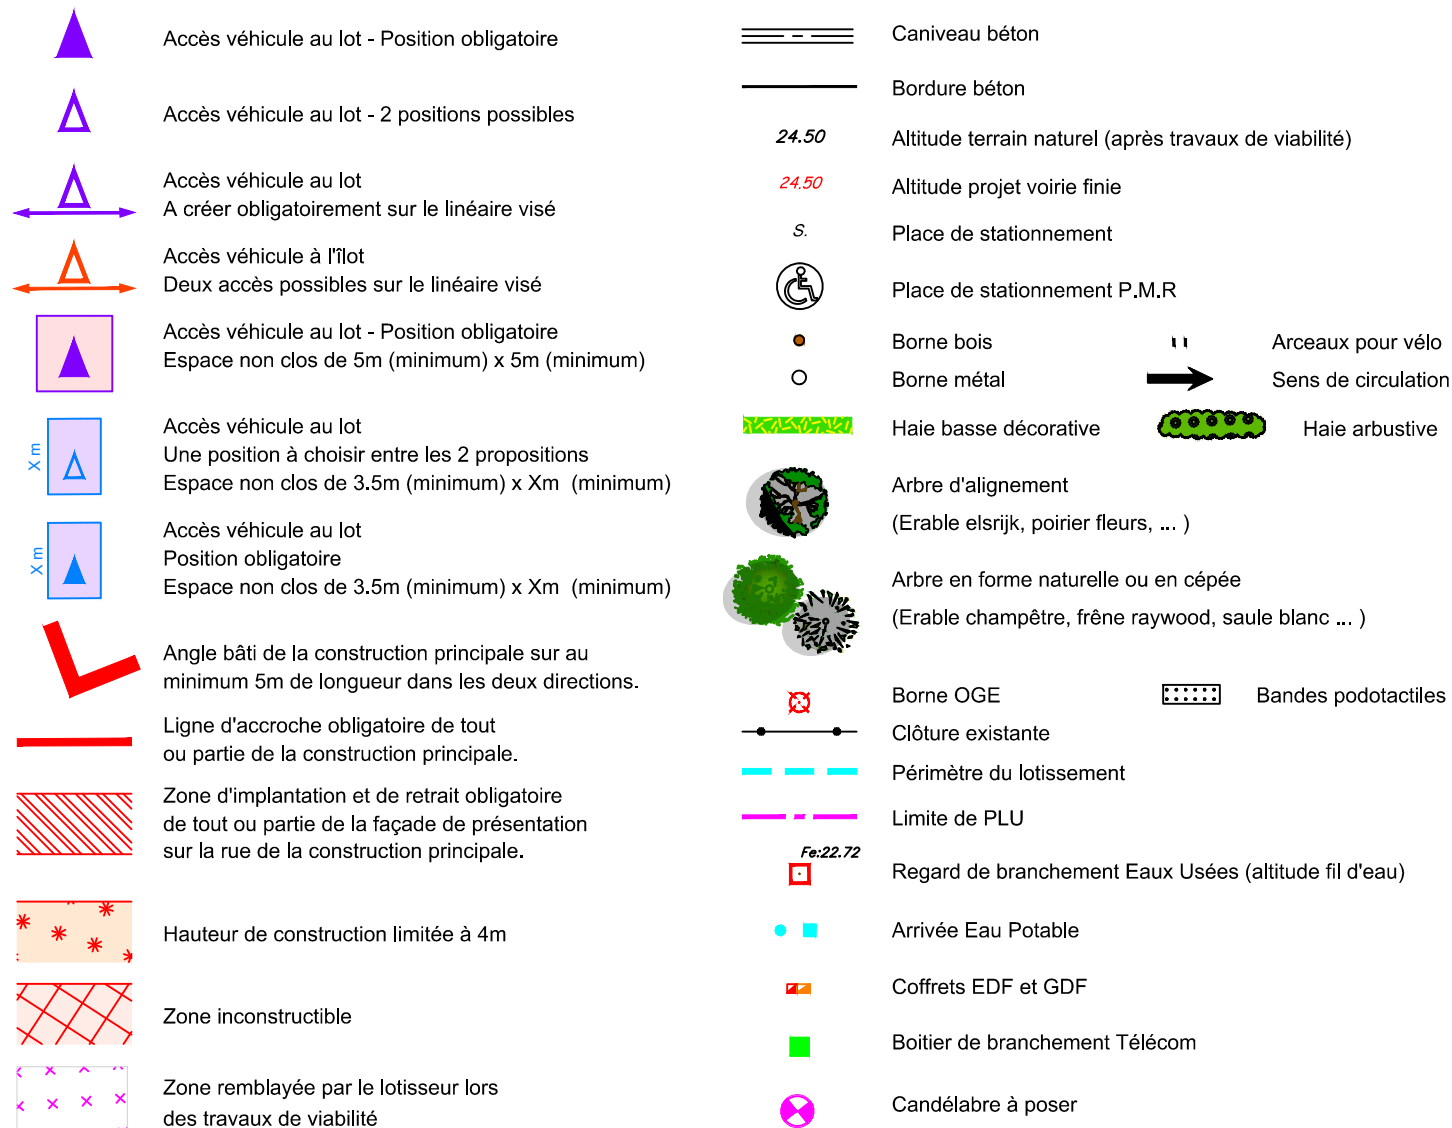 Accès véhicule au lot - Position obligatoire
Accès véhicule au lot - 2 positions possibles
Accès véhicule au lot
A créer obligatoirement sur le linéaire visé
Accès véhicule à l'îlot
Deux accès possibles sur le linéaire visé
Accès véhicule au lot - Position obligatoire
Espace non clos de 5m (minimum) x 5m (minimum)
X m
Accès véhicule au lot
Une position à choisir entre les 2 propositions
Espace non clos de 3.5m (minimum) x Xm (minimum)
X m
Accès véhicule au lot
Position obligatoire
Espace non clos de 3.5m (minimum) x Xm (minimum)
Angle bâti de la construction principale sur au
minimum 5m de longueur dans les deux directions.
Ligne d'accroche obligatoire de tout
ou partie de la construction principale.
Zone d'implantation et de retrait obligatoire
de tout ou partie de la façade de présentation
sur la rue de la construction principale.
Hauteur de construction limitée à 4m
Zone inconstructible
Zone remblayée par le lotisseur lors
des travaux de viabilité
Caniveau béton
Bordure béton
24.50 Altitude terrain naturel (après travaux de viabilité)
24.50 Altitude projet voirie finie
S. Place de stationnement
Place de stationnement P.M.R
Borne bois
Arceaux pour vélo
Borne métal
Sens de circulation
Haie basse décorative
Haie arbustive
Arbre d'alignement
(Erable elsrijk, poirier fleurs, ... )
Arbre en forme naturelle ou en cépée
(Erable champêtre, frêne raywood, saule blanc ... )
Borne OGE
Bandes podotactiles
Clôture existante
Périmètre du lotissement
Limite de PLU
Fe:22.72
Regard de branchement Eaux Usées (altitude fil d'eau)
Arrivée Eau Potable
Coffrets EDF et GDF
Boitier de branchement Télécom
Candélabre à poser